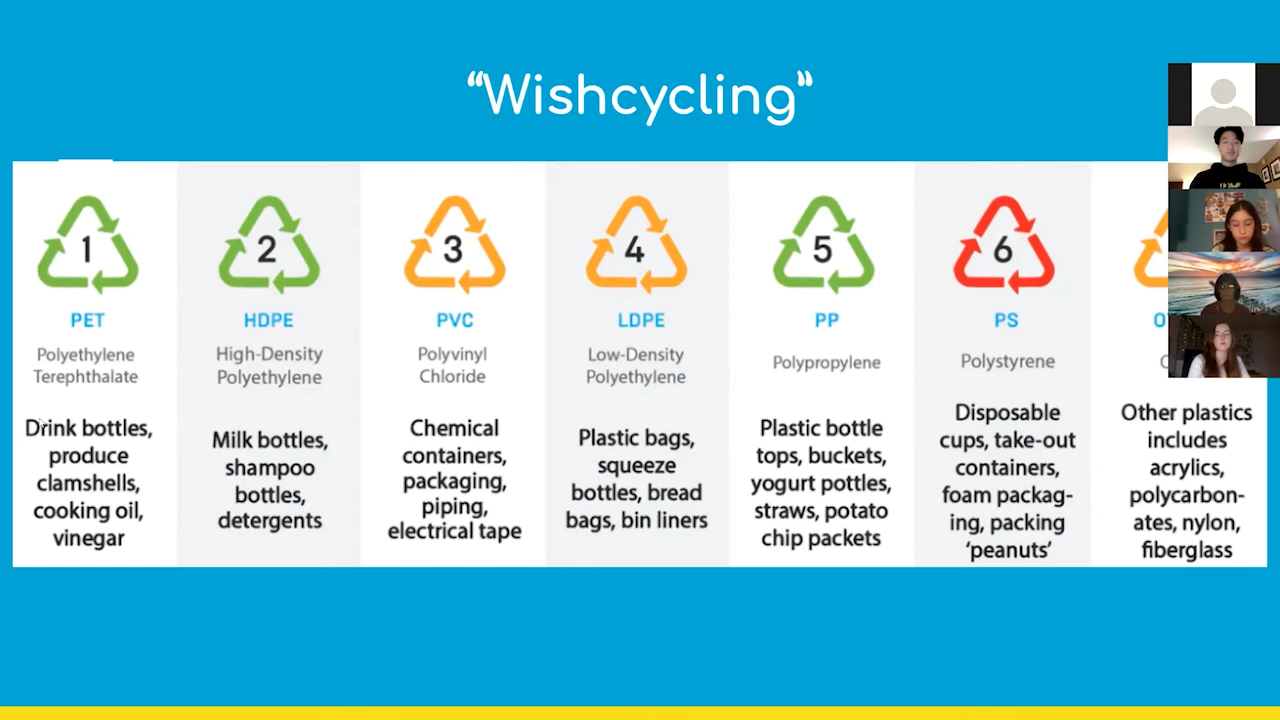 “Wishcycling”
1
PET
Polyethylene
Terephthalate
Drink bottles,
produce
clamshells,
cooking oil,
vinegar
2
HDPE
High-Density
Polyethylene
Milk bottles,
shampoo
bottles,
detergents
3
PVC
Polyvinyl
Chloride
Chemical
containers,
packaging,
piping,
electrical tape
4
LDPE
Low-Density
Polyethylene
Plastic bags,
squeeze
bottles, bread
bags, bin liners
5
PP
Polypropylene
Plastic bottle
tops, buckets,
yogurt pottles,
straws, potato
chip packets
6
PS
Polystyrene
Disposable
cups, take-out
containers,
foam packag-
ing, packing
‘peanuts’
Other plastics
includes
acrylics,
polycarbon-
ates, nylon,
fiberglass